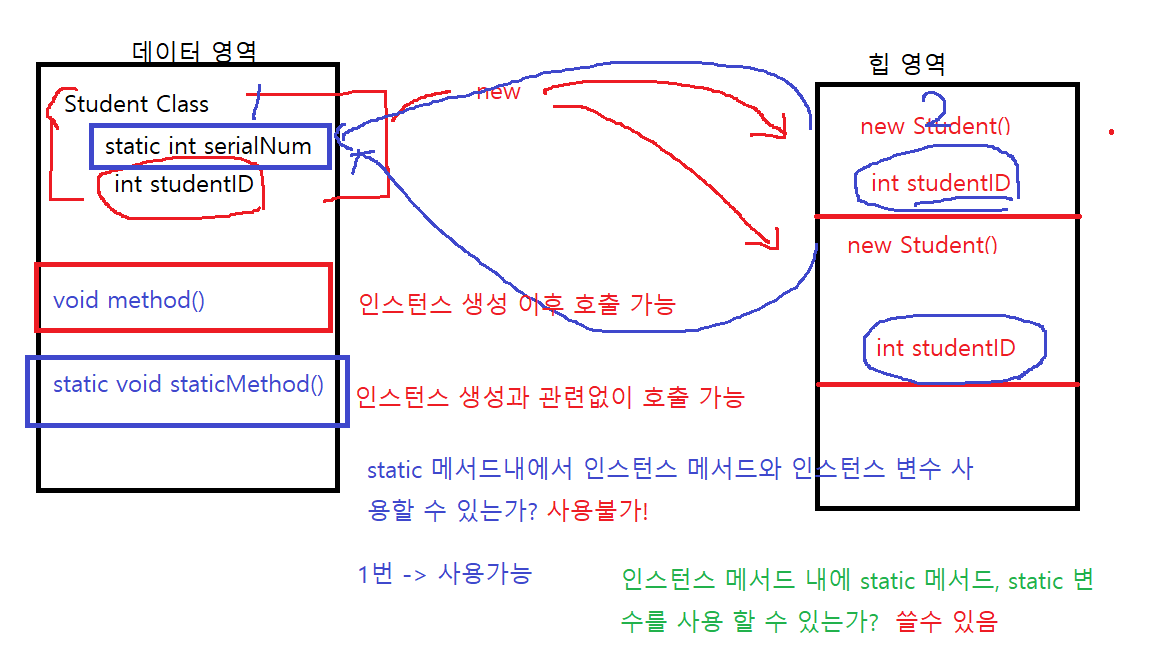 데이터 영역
힙 영역
Student Class
static int serialNum
int studentID
1
new
2
new Student()
int studentID
new Student()
int studentID
void method()
인스턴스 생성 이후 호출 가능
static void staticMethod()
인스턴스 생성과 관련없이 호출 가능
static 메서드내에서 인스턴스 메서드와 인스턴스 변수 사
용할 수 있는가? 사용불가!
1번 -> 사용가능
인스턴스 메서드 내에 static 메서드, static 변
수를 사용 할 수 있는가? 쓸수 있음